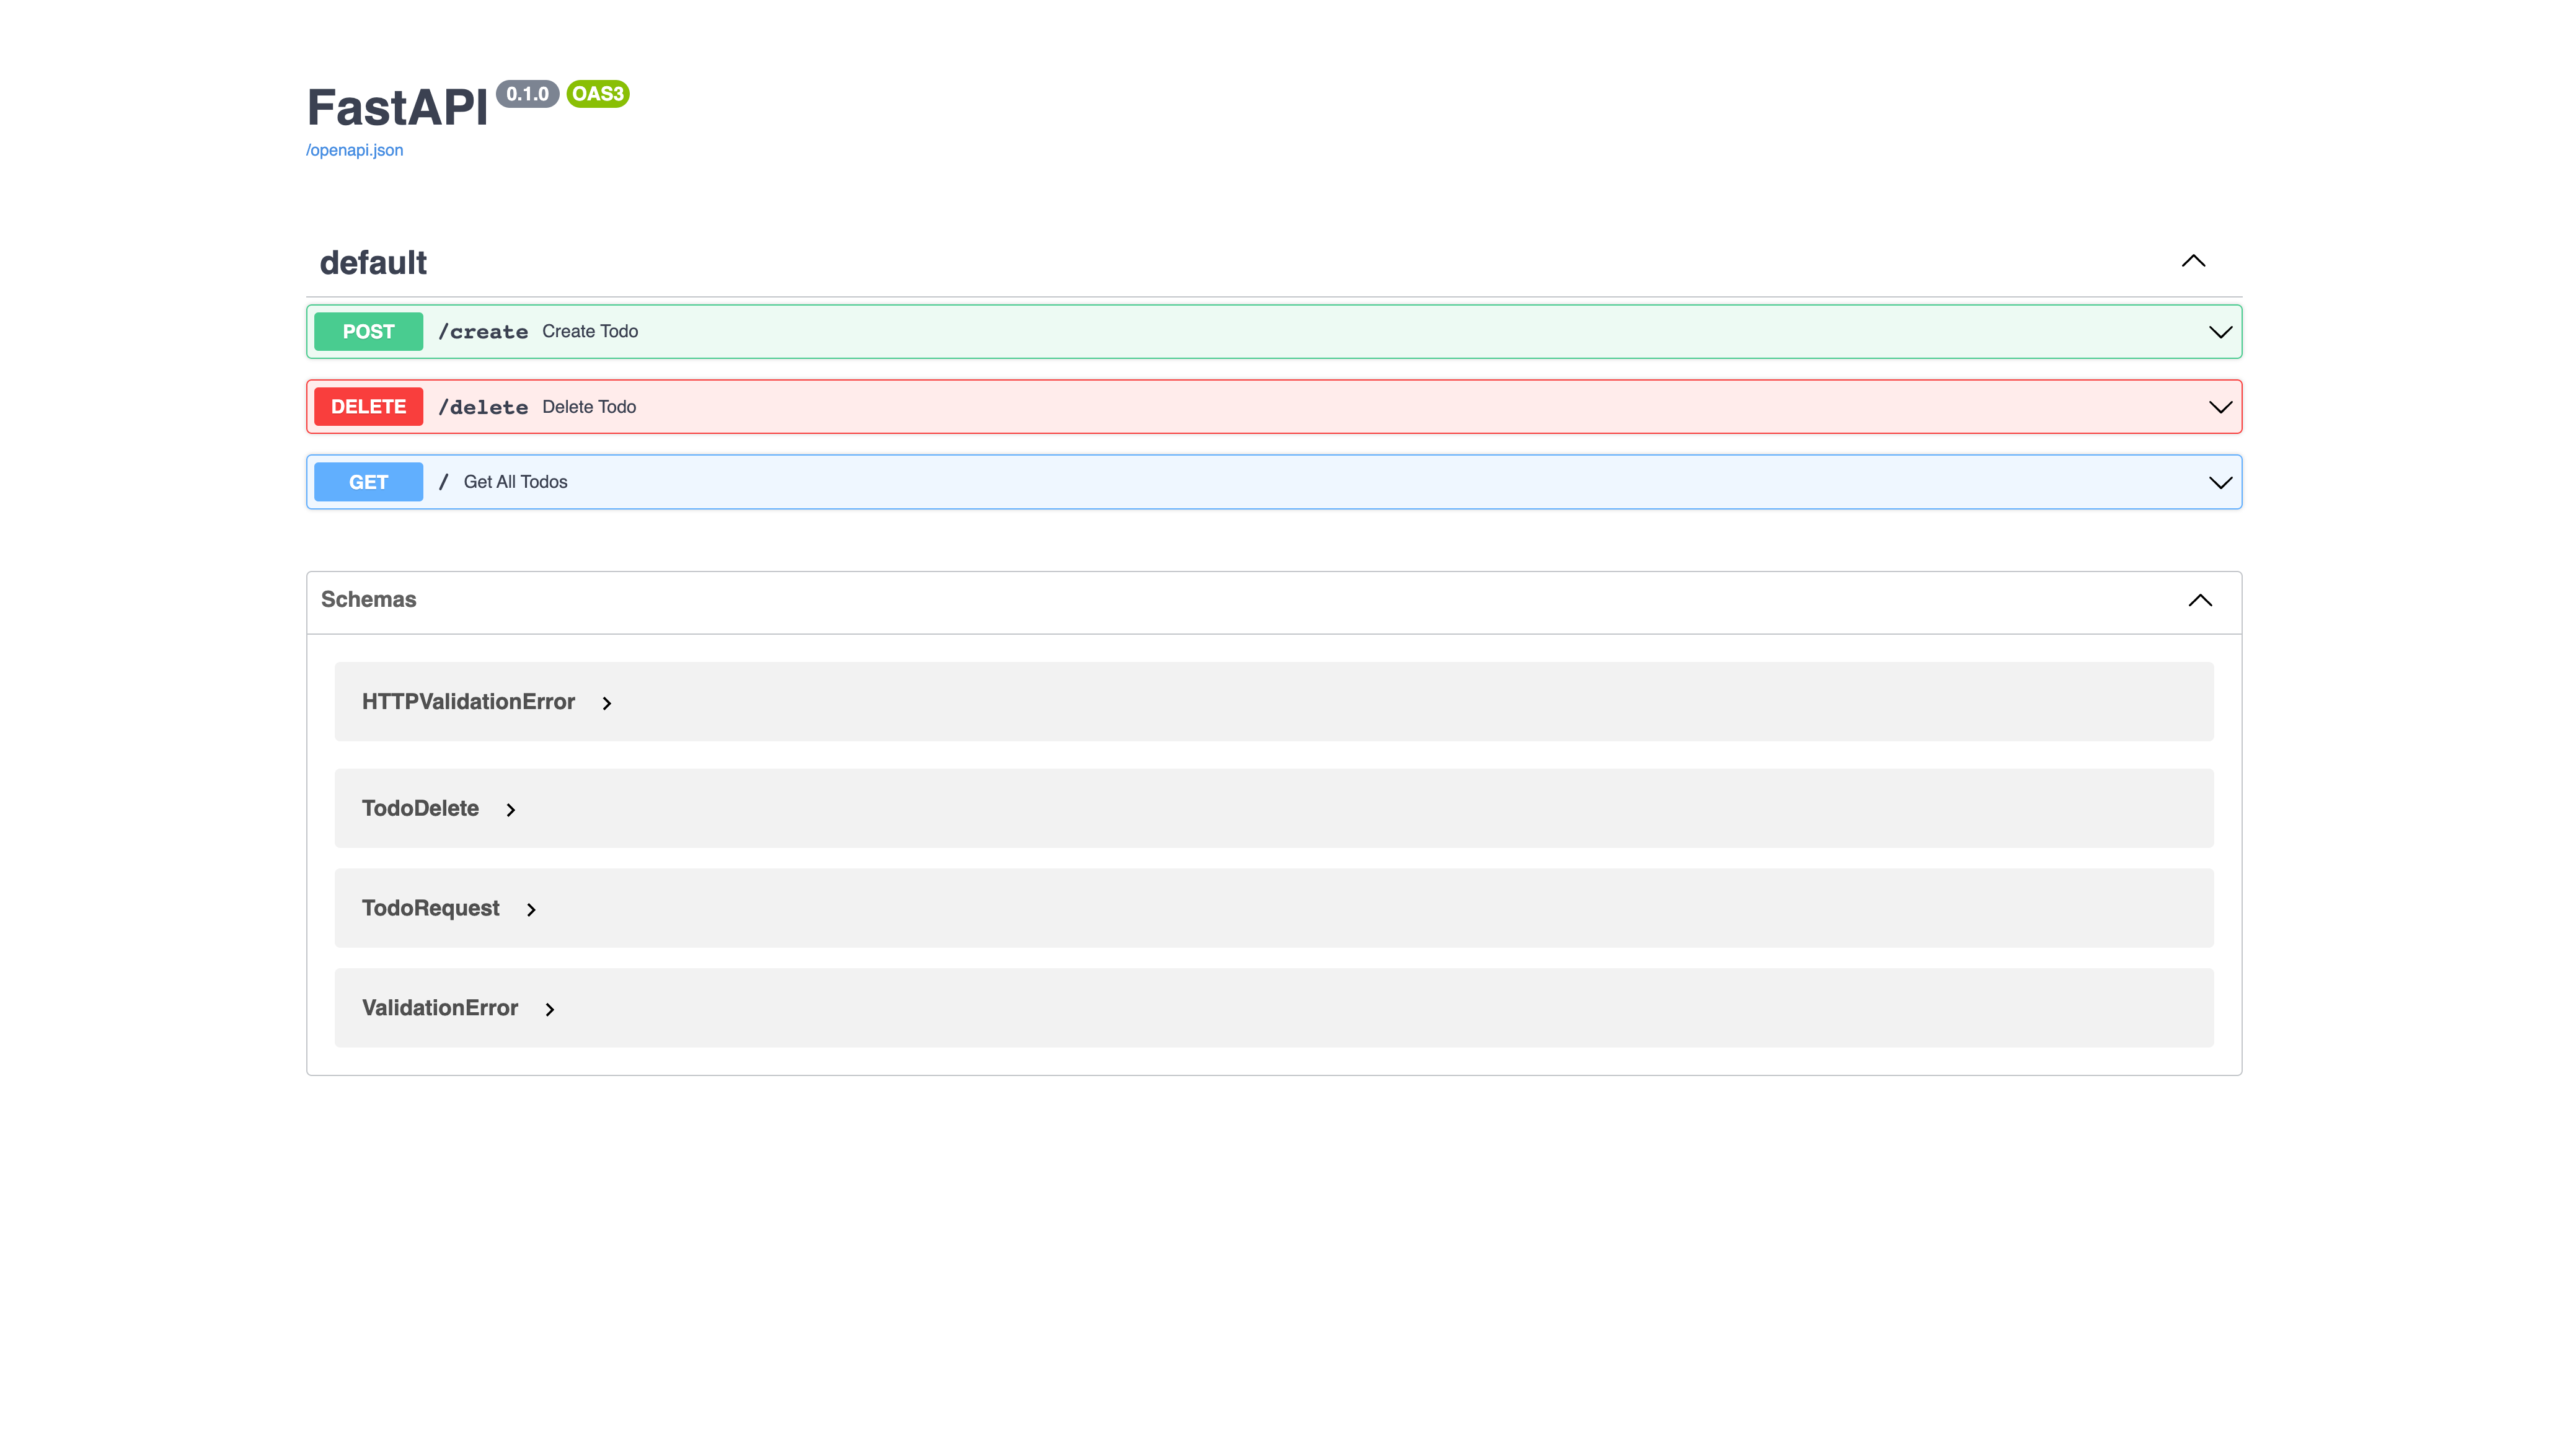 FastAPI 0.1.0 OAS3
/openapi.json
default
POST /create Create Todo
DELETE /delete Delete Todo
GET / Get All Todos
Schemas
HTTPValidationError
TodoDelete
TodoRequest
ValidationError